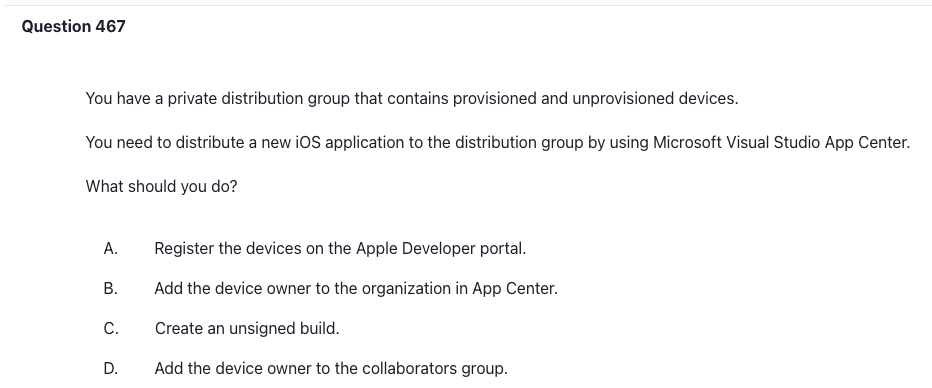 Question 467
You have a private distribution group that contains provisioned and unprovisioned devices.
You need to distribute a new iOS application to the distribution group by using Microsoft Visual Studio App Center.
What should you do?
A. Register the devices on the Apple Developer portal.
B. Add the device owner to the organization in App Center.
C. Create an unsigned build.
D. Add the device owner to the collaborators group.